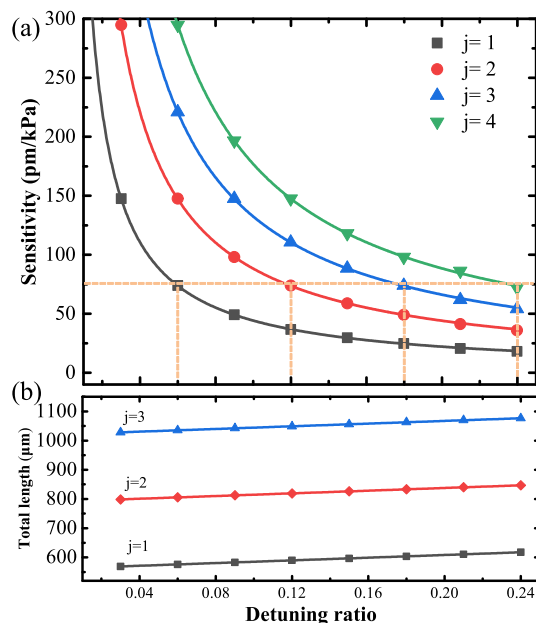 (a)
300
250
200
150
100
50
0
Sensitivity (pm/kPa)
j= 1
j= 2
j= 3
j= 4
(b)
1100
1000
900
800
700
600
Total length (μm)
j=3
j=2
j=1
0.04 0.08 0.12 0.16 0.20 0.24
Detuning ratio